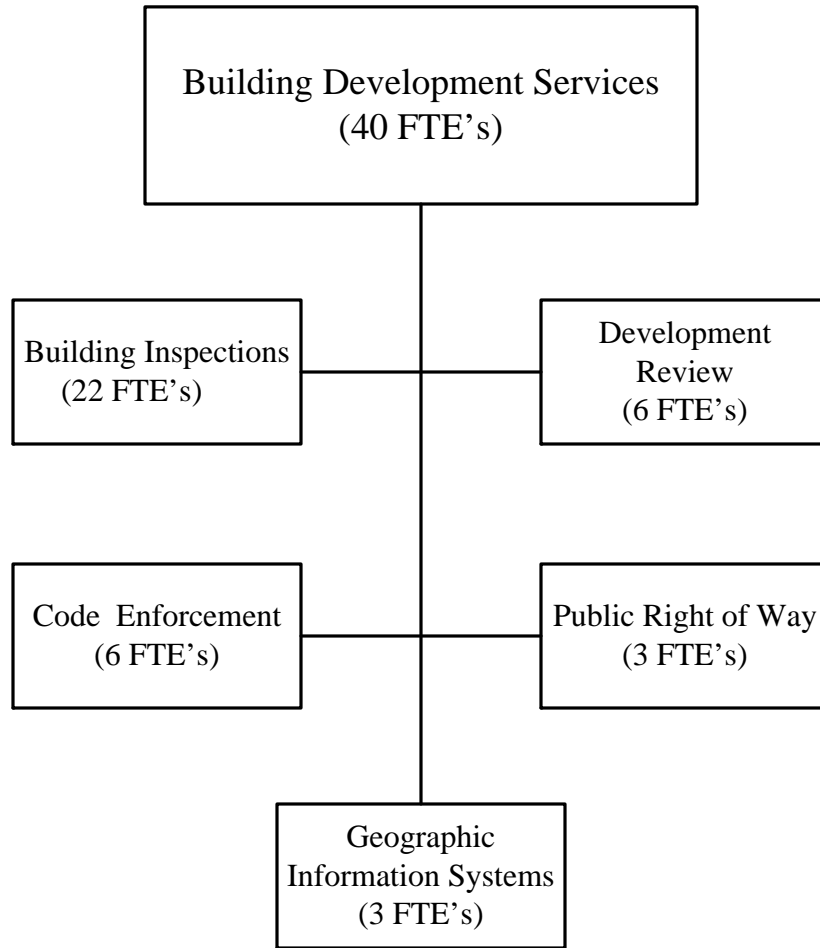 Building Development Services
(40 FTE’s)
Building Inspections
(22 FTE’s)
Development
Review
(6 FTE’s)
Code Enforcement
(6 FTE’s)
Public Right of Way
(3 FTE’s)
Geographic
Information Systems
(3 FTE’s)